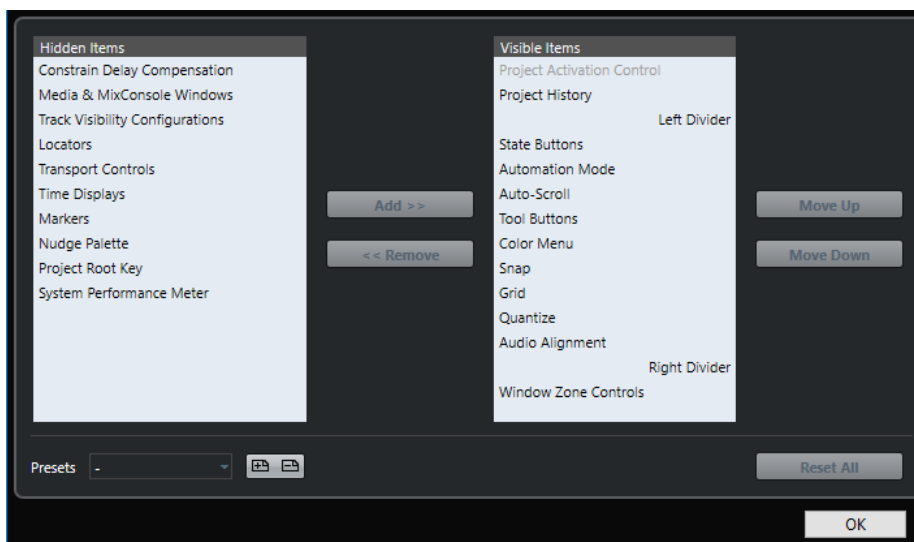 Hidden Items
Constrain Delay Compensation
Media & MixConsole Windows
Track Visibility Configurations
Locators
Transport Controls
Time Displays
Markers
Nudge Palette
Project Root Key
System Performance Meter
Add >>
<< Remove
Visible Items
Project Activation Control
Project History
Left Divider
State Buttons
Automation Mode
Auto-Scroll
Tool Buttons
Color Menu
Snap
Grid
Quantize
Audio Alignment
Right Divider
Window Zone Controls
Move Up
Move Down
Presets -
Reset All
OK